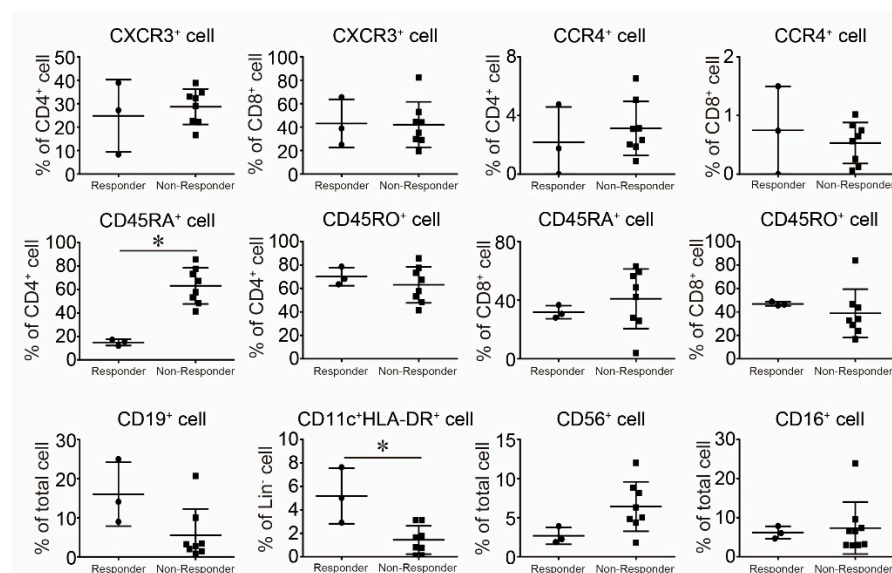 CXCR3⁺ cell
% of CD4⁺ cell
50
40
30
20
10
0
Responder Non-Responder
CXCR3⁺ cell
% of CD8⁺ cell
100
80
60
40
20
0
Responder Non-Responder
CCR4⁺ cell
% of CD4⁺ cell
8
4
0
Responder Non-Responder
CCR4⁺ cell
% of CD8⁺ cell
2
1
0
Responder Non-Responder
CD45RA⁺ cell
% of CD4⁺ cell
100
80
60
40
20
0
*
Responder Non-Responder
CD45RO⁺ cell
% of CD4⁺ cell
100
80
60
40
20
0
Responder Non-Responder
CD45RA⁺ cell
% of CD8⁺ cell
80
40
0
Responder Non-Responder
CD45RO⁺ cell
% of CD8⁺ cell
100
80
60
40
20
0
Responder Non-Responder
CD19⁺ cell
% of total cell
30
20
10
0
Responder Non-Responder
CD11c⁺HLA-DR⁺ cell
% of Lin⁻ cell
10
8
6
4
2
0
*
Responder Non-Responder
CD56⁺ cell
% of total cell
15
10
5
0
Responder Non-Responder
CD16⁺ cell
% of total cell
30
20
10
0
Responder Non-Responder